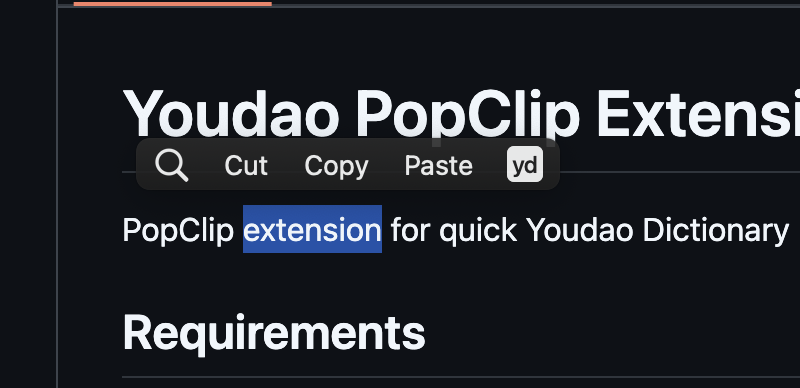 Youdao PopClip Extensi
Cut Copy Paste yd
PopClip extension for quick Youdao Dictionary
Requirements